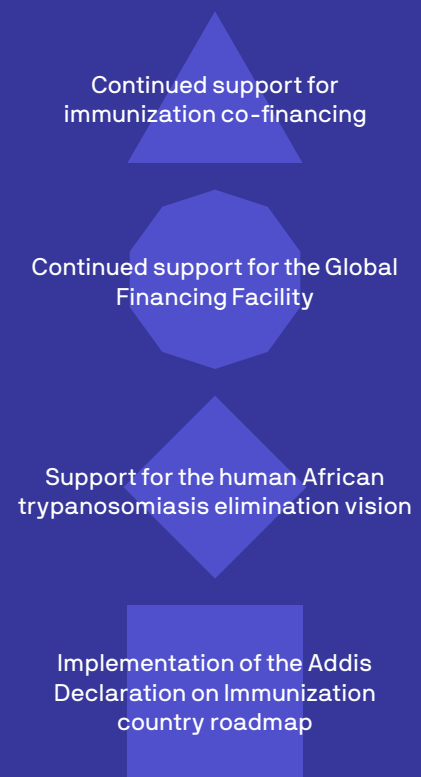 Continued support for
immunization co-financing
Continued support for the Global
Financing Facility
Support for the human African
trypanosomiasis elimination vision
Implementation of the Addis
Declaration on Immunization
country roadmap